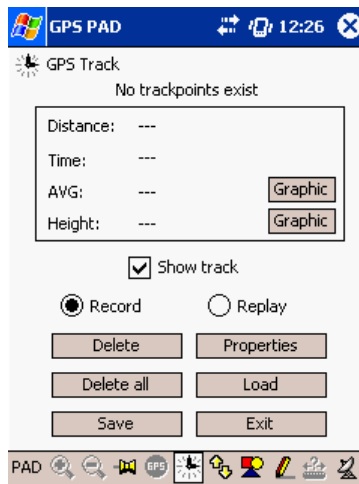 GPS PAD 12:26
GPS Track
No trackpoints exist
Distance: ---
Time: ---
AVG: --- Graphic
Height: --- Graphic
Show track
Record Replay
Delete Properties
Delete all Load
Save Exit
PAD GPS